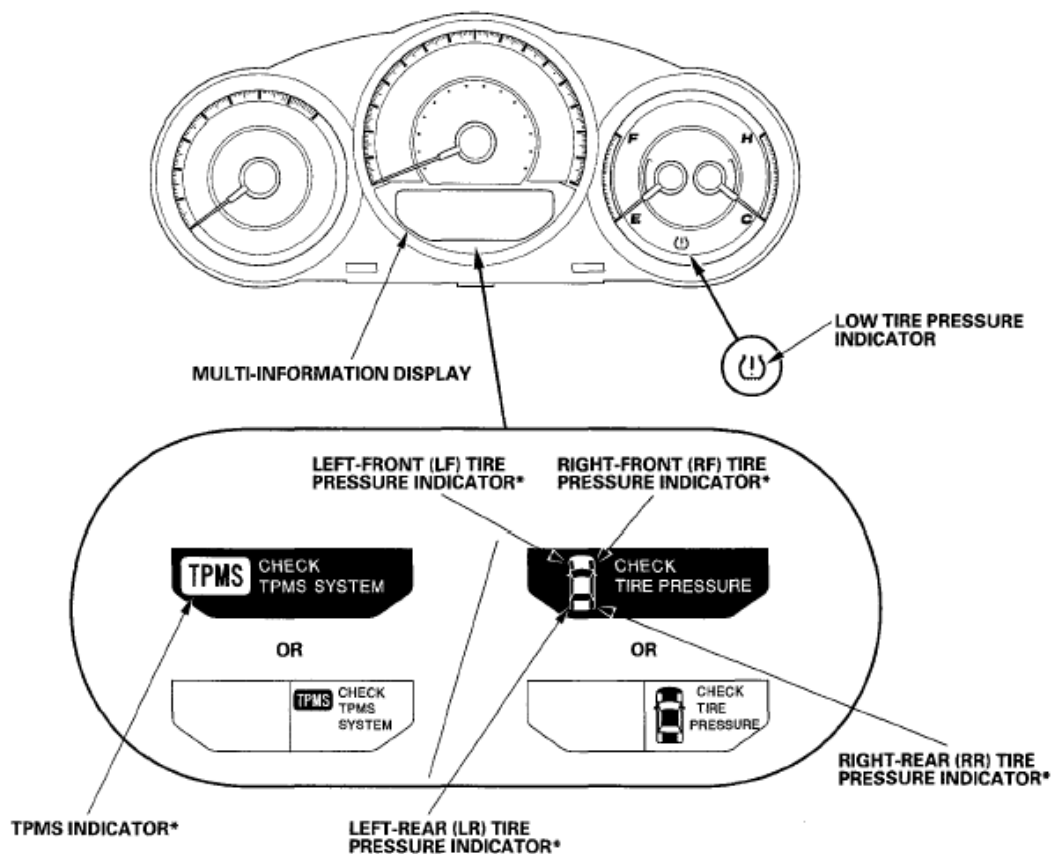 F
H
E
C
LOW TIRE PRESSURE
INDICATOR
MULTI-INFORMATION DISPLAY
LEFT-FRONT (LF) TIRE
PRESSURE INDICATOR*
RIGHT-FRONT (RF) TIRE
PRESSURE INDICATOR*
TPMS
CHECK
TPMS SYSTEM
CHECK
TIRE PRESSURE
OR
OR
TPMS
CHECK
TPMS
SYSTEM
CHECK
TIRE
PRESSURE
RIGHT-REAR (RR) TIRE
PRESSURE INDICATOR*
TPMS INDICATOR*
LEFT-REAR (LR) TIRE
PRESSURE INDICATOR*